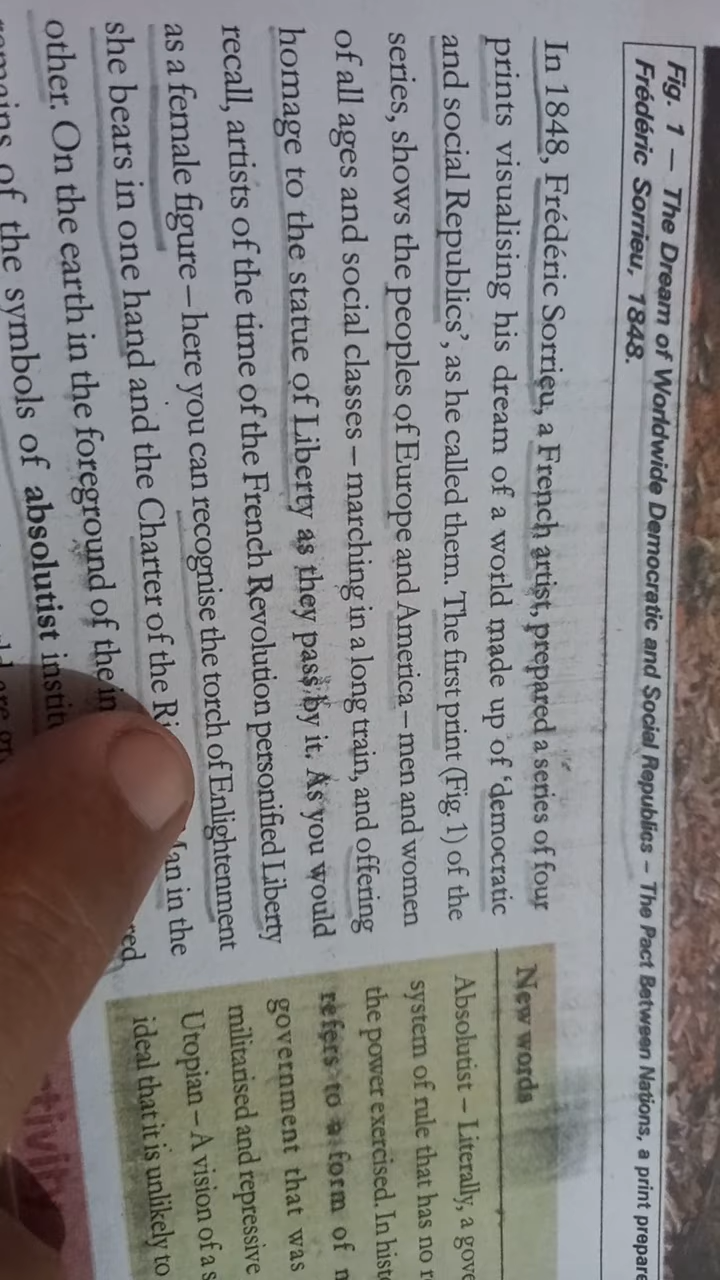 Fig. 1 — The Dream of Worldwide Democratic and Social Republics – The Pact Between Nations, a print prepare
Frédéric Sorrieu, 1848.
In 1848, Frédéric Sorrieu, a French artist, prepared a series of four
prints visualising his dream of a world made up of ‘democratic
and social Republics’, as he called them. The first print (Fig. 1) of the
series, shows the peoples of Europe and America – men and women
of all ages and social classes – marching in a long train, and offering
homage to the statue of Liberty as they pass by it. As you would
recall, artists of the time of the French Revolution personified Liberty
as a female figure – here you can recognise the torch of Enlightenment
she bears in one hand and the Charter of the Ri Man in the
other. On the earth in the foreground of the
of the symbols of absolutist
New words
Absolutist – Literally, a gove
system of rule that has no
the power exercised. In
refers to a form of
government that was
militarised and repressive
Utopian – A vision of a s
ideal that it is unlikely to